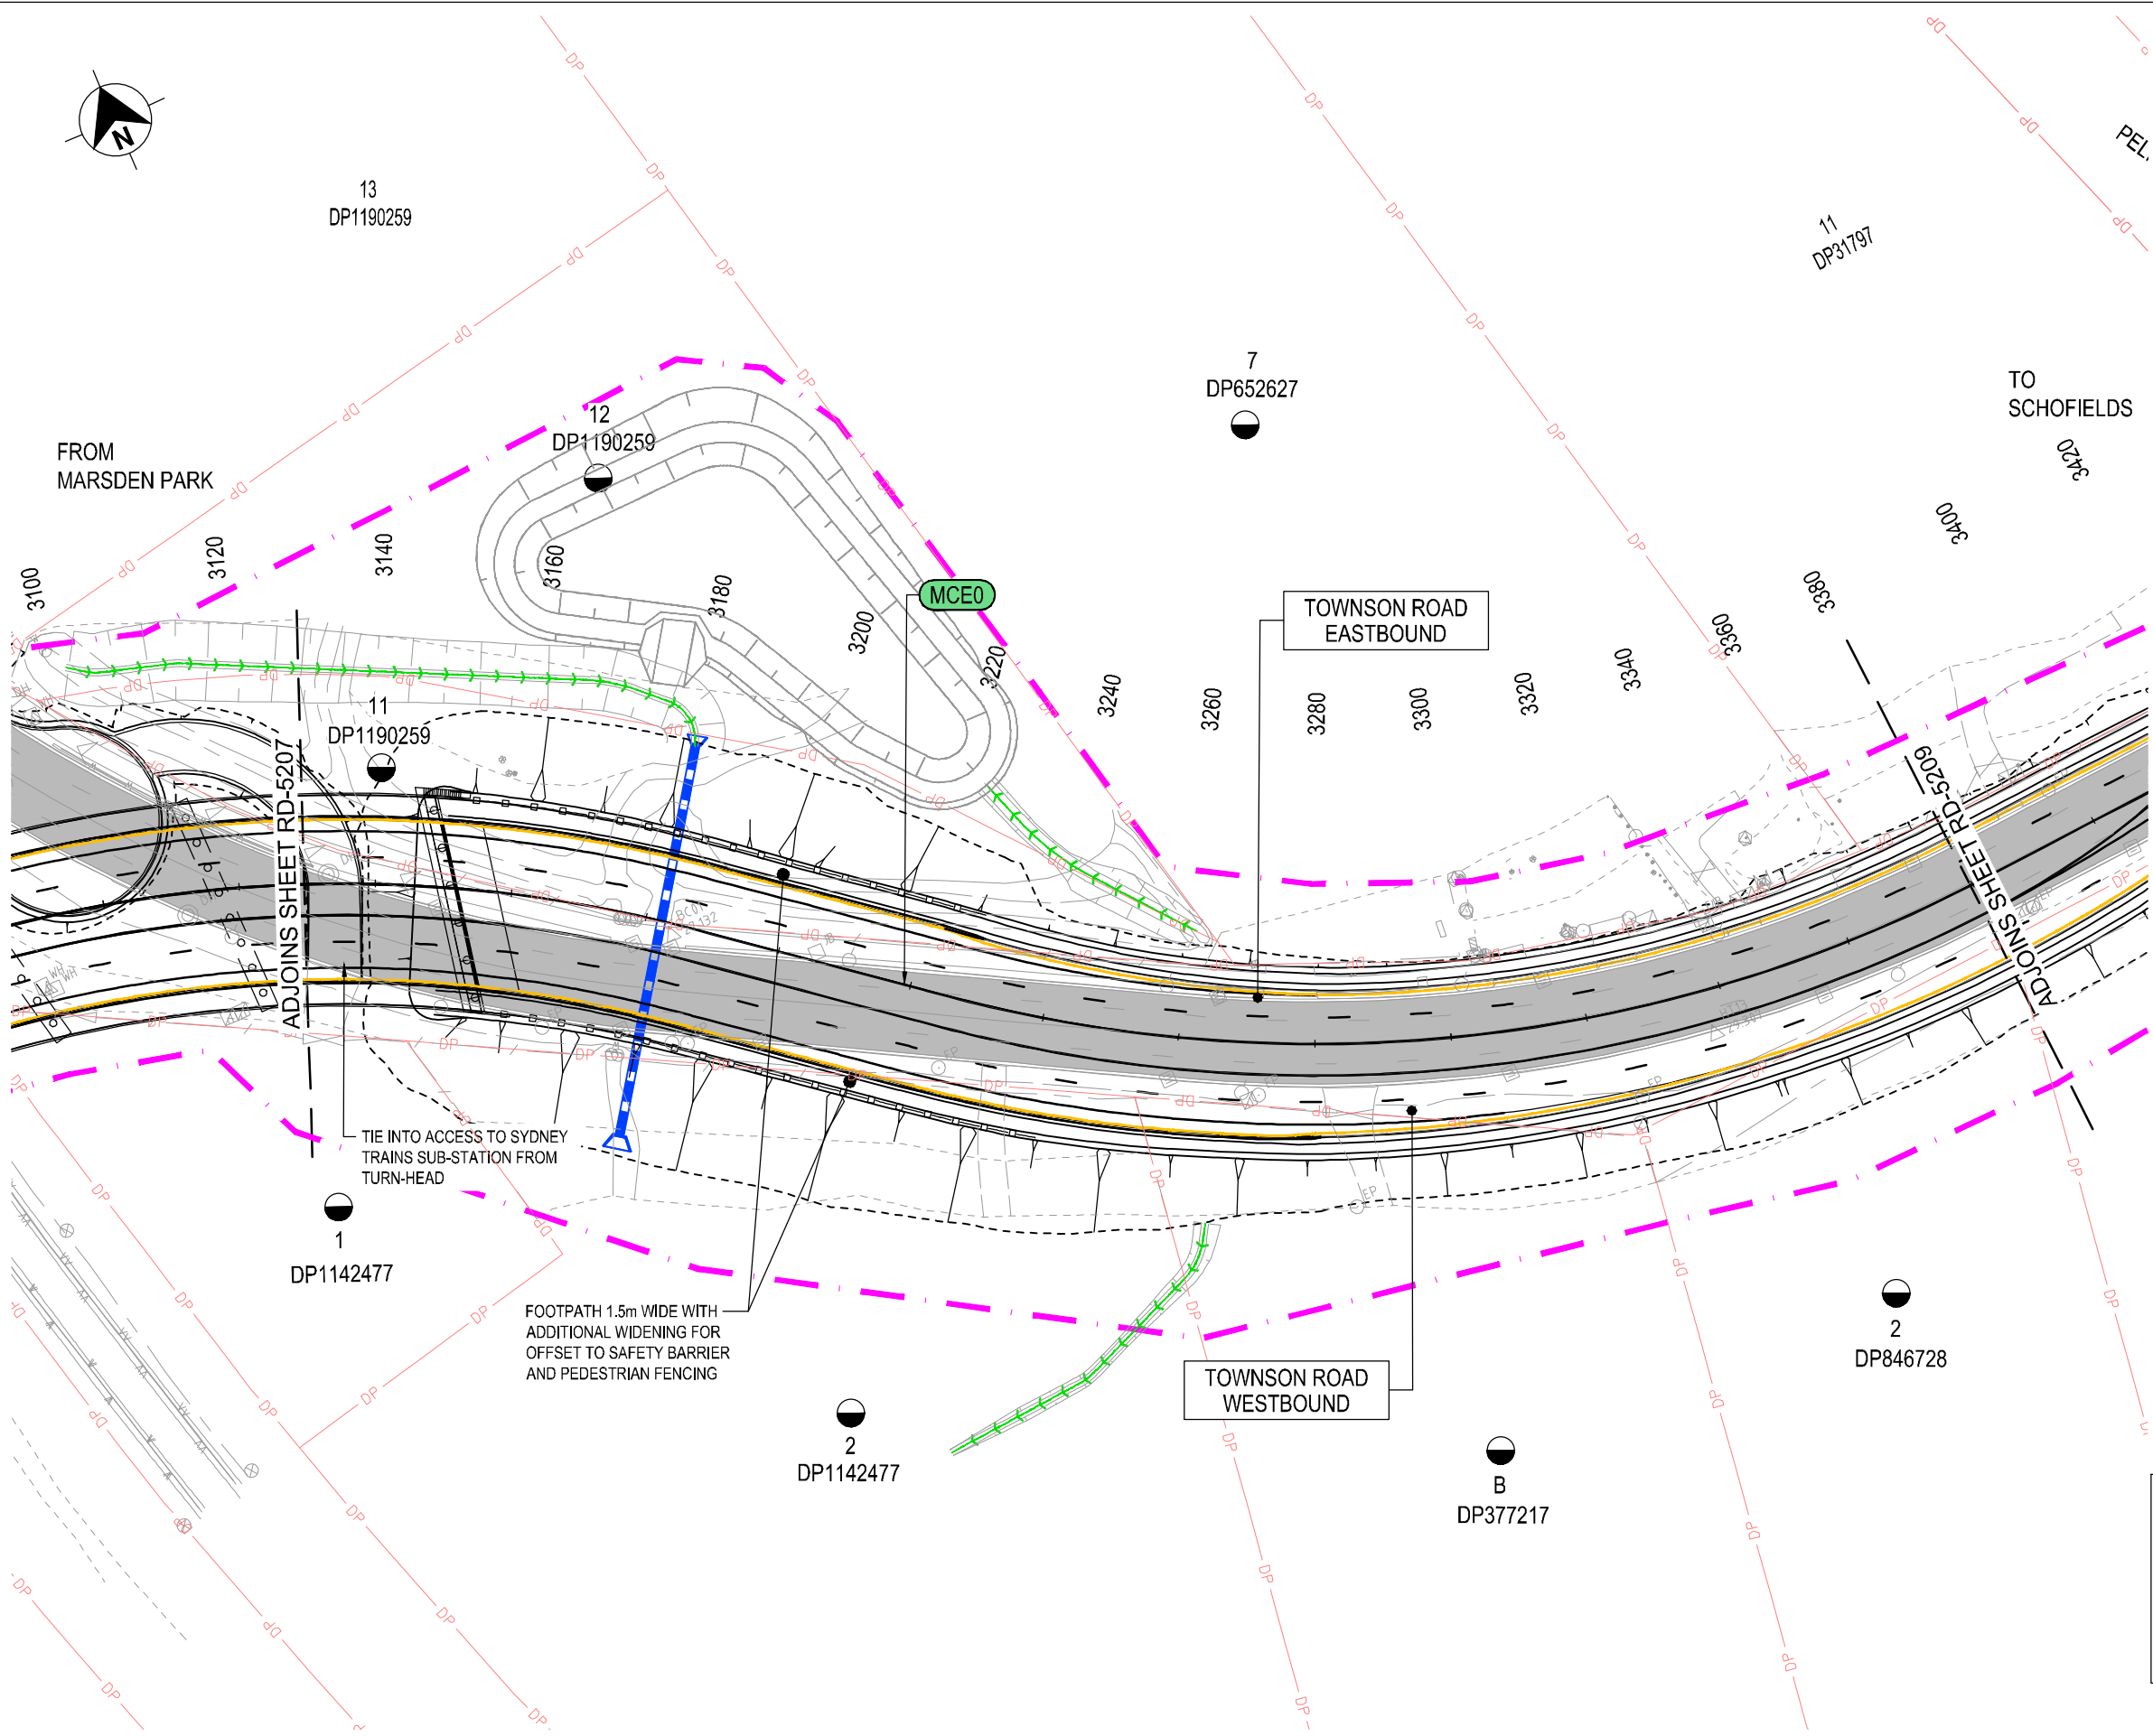 N
13
DP1190259
PEL
11
DP31797
7
DP652627
TO
SCHOFIELDS
12
DP1190259
FROM
MARSDEN PARK
3100
3120
3140
3160
3180
3200
3220
3240
3260
3280
3300
3320
3340
3360
3380
3400
3420
MCE0
TOWNSON ROAD
EASTBOUND
11
DP1190259
ADJOINS SHEET RD-5207
ADJOINS SHEET RD-5209
TIE INTO ACCESS TO SYDNEY
TRAINS SUB-STATION FROM
TURN-HEAD
1
DP1142477
FOOTPATH 1.5m WIDE WITH
ADDITIONAL WIDENING FOR
OFFSET TO SAFETY BARRIER
AND PEDESTRIAN FENCING
2
DP1142477
TOWNSON ROAD
WESTBOUND
B
DP377217
2
DP846728
DP
EP